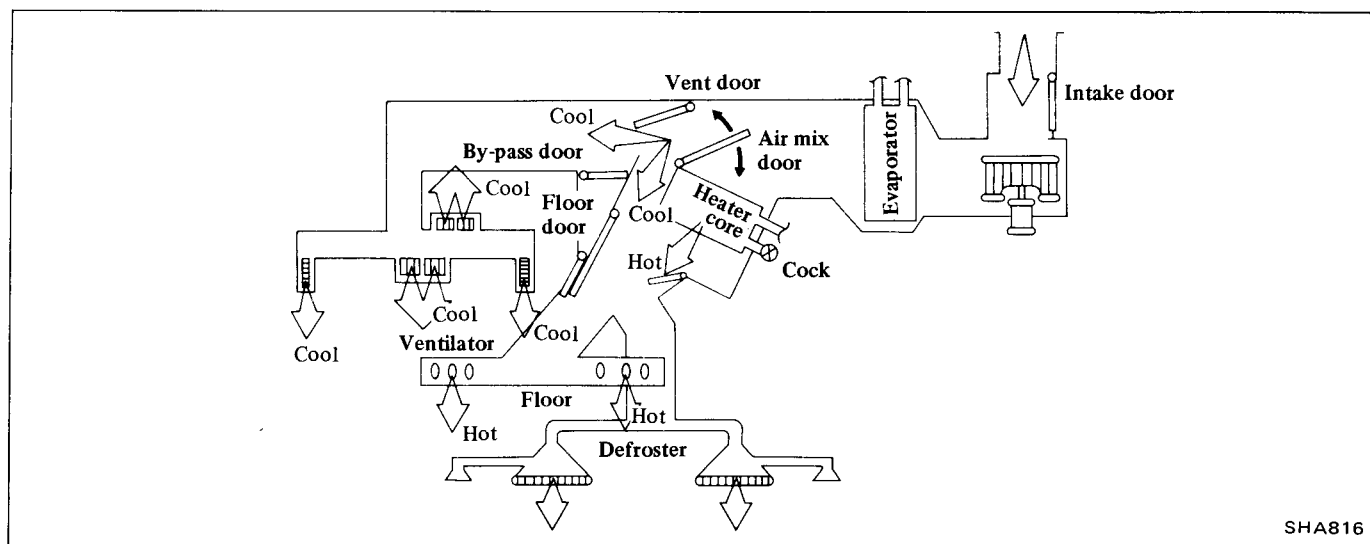 Vent door
Intake door
Cool
Air mix
door
By-pass door
Evaporator
Cool
Floor
door
Cool
Heater
core
Hot
Cock
Cool
Cool
Ventilator
Cool
Floor
Hot
Hot
Defroster
SHA816